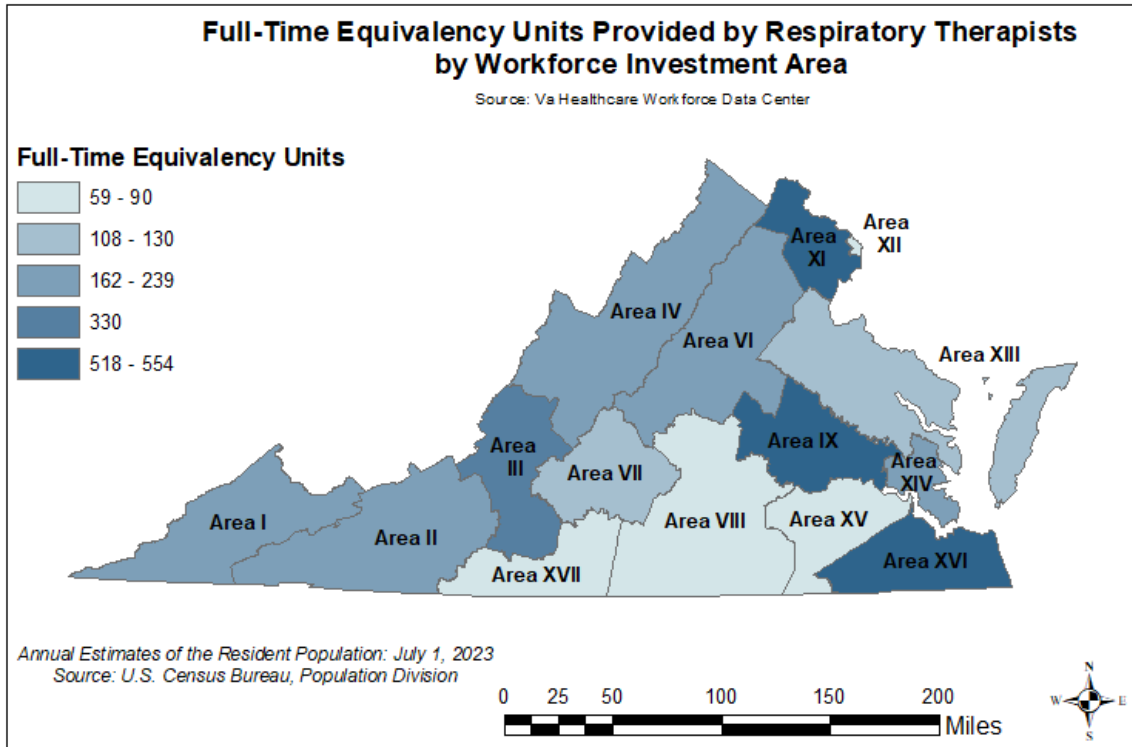 Full-Time Equivalency Units Provided by Respiratory Therapists
by Workforce Investment Area
Source: Va Healthcare Workforce Data Center
Full-Time Equivalency Units
59 - 90
108 - 130
162 - 239
330
518 - 554
Area
XII
Area
XI
Area IV
Area VI
Area XIII
Area
III
Area IX
Area VII
Area
XIV
Area I
Area II
Area VIII
Area XV
Area XVII
Area XVI
Annual Estimates of the Resident Population: July 1, 2023
Source: U.S. Census Bureau, Population Division
0 25 50 100 150 200
Miles
N
W E
S